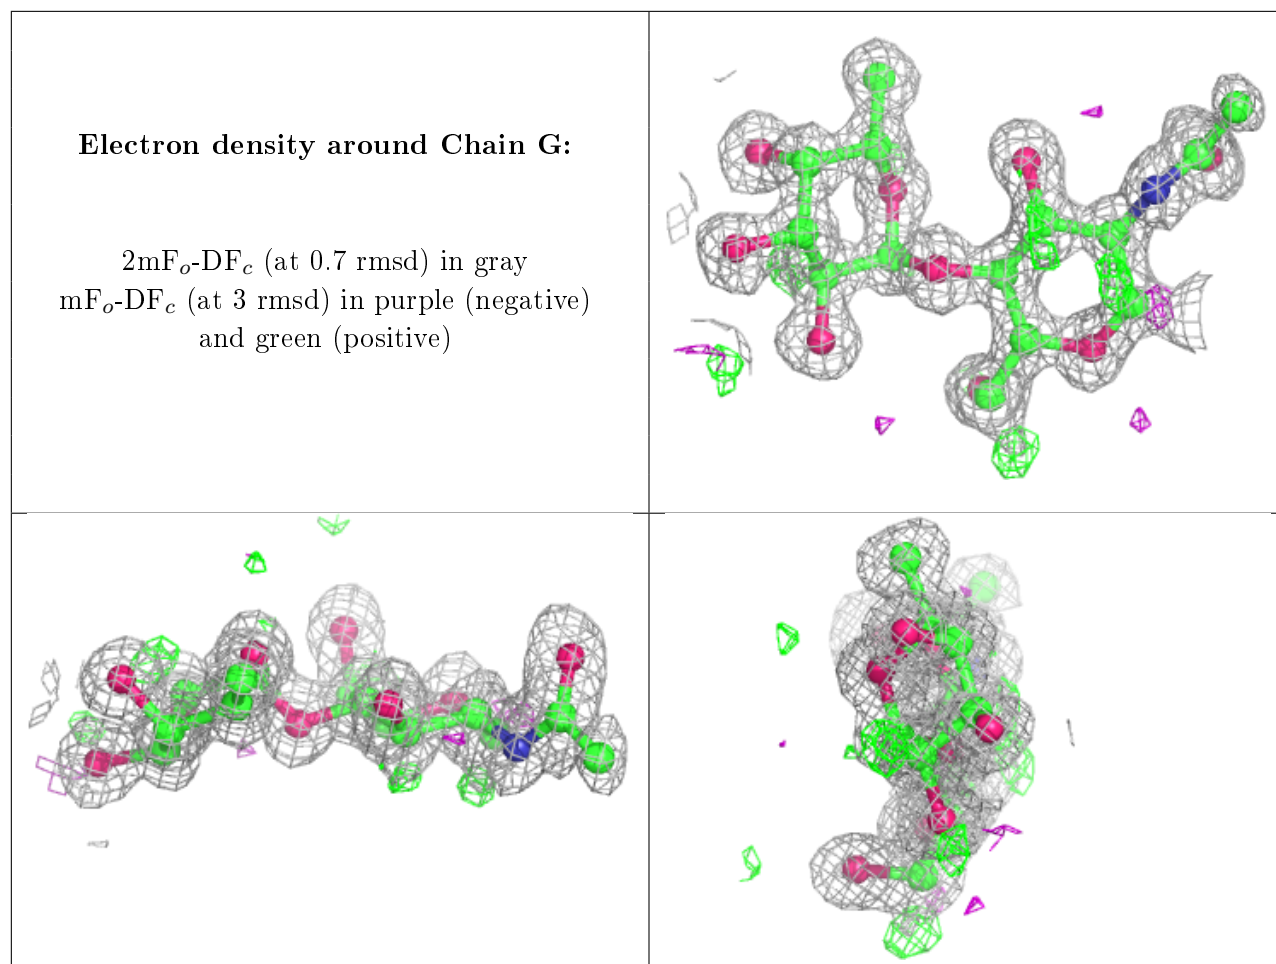 Electron density around Chain G:
2mFₒ-DF𝒸 (at 0.7 rmsd) in gray
mFₒ-DF𝒸 (at 3 rmsd) in purple (negative)
and green (positive)